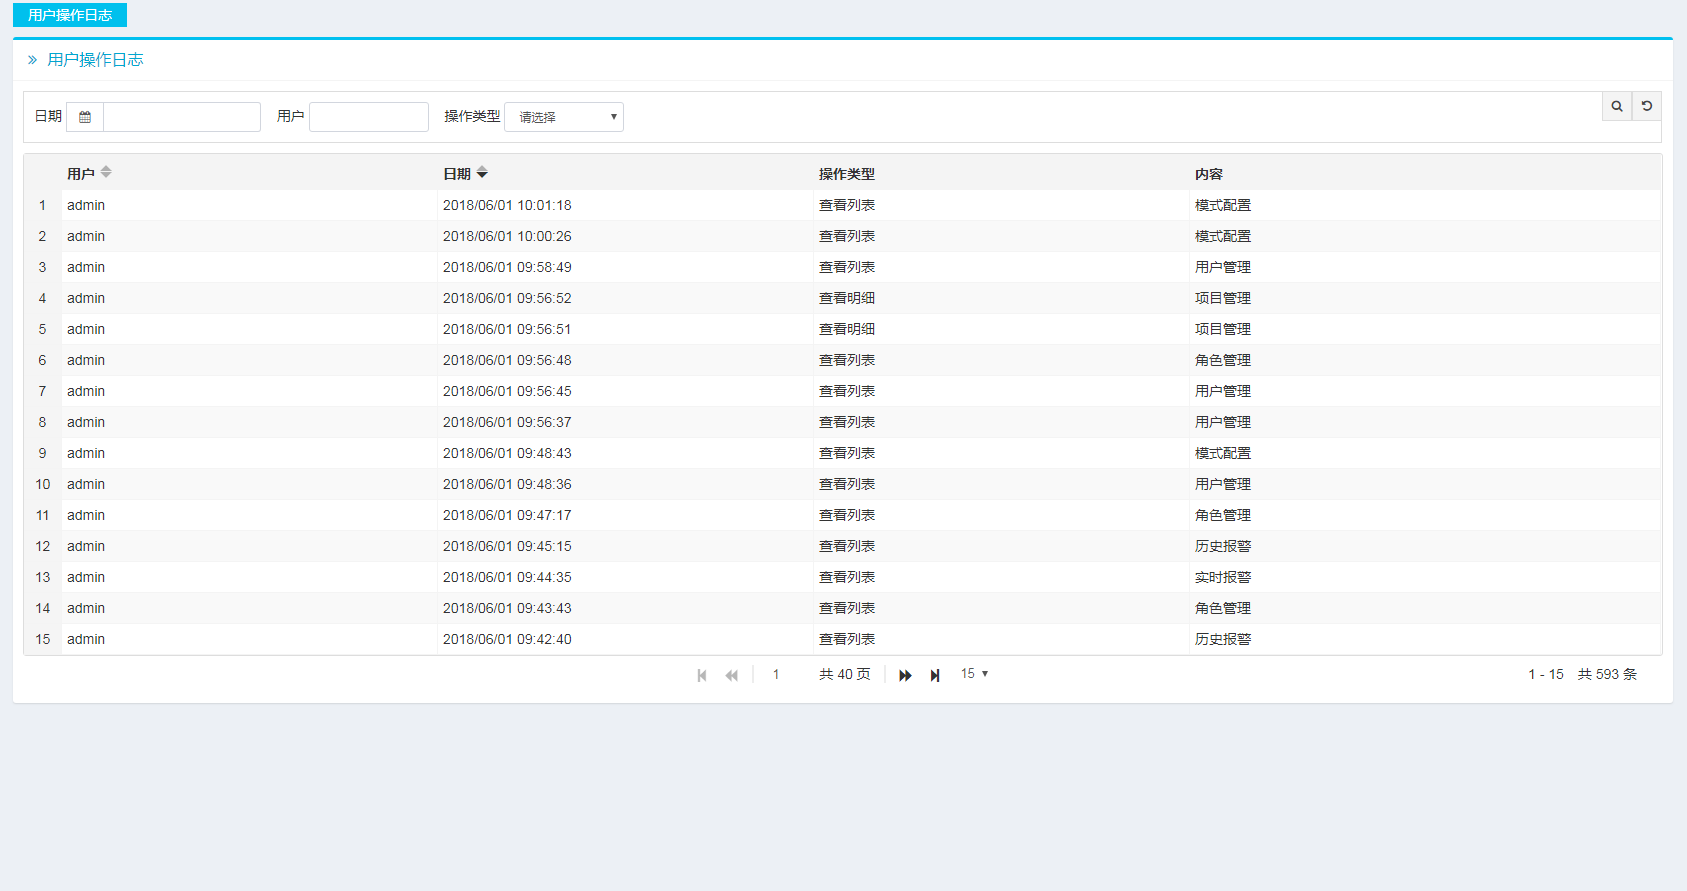 用户操作日志
» 用户操作日志
日期 用户 操作类型 请选择
用户 日期 操作类型 内容
1 admin 2018/06/01 10:01:18 查看列表 模式配置
2 admin 2018/06/01 10:00:26 查看列表 模式配置
3 admin 2018/06/01 09:58:49 查看列表 用户管理
4 admin 2018/06/01 09:56:52 查看明细 项目管理
5 admin 2018/06/01 09:56:51 查看明细 项目管理
6 admin 2018/06/01 09:56:48 查看列表 角色管理
7 admin 2018/06/01 09:56:45 查看列表 用户管理
8 admin 2018/06/01 09:56:37 查看列表 用户管理
9 admin 2018/06/01 09:48:43 查看列表 模式配置
10 admin 2018/06/01 09:48:36 查看列表 用户管理
11 admin 2018/06/01 09:47:17 查看列表 角色管理
12 admin 2018/06/01 09:45:15 查看列表 历史报警
13 admin 2018/06/01 09:44:35 查看列表 实时报警
14 admin 2018/06/01 09:43:43 查看列表 角色管理
15 admin 2018/06/01 09:42:40 查看列表 历史报警
1 共 40 页 15 1 - 15 共 593 条